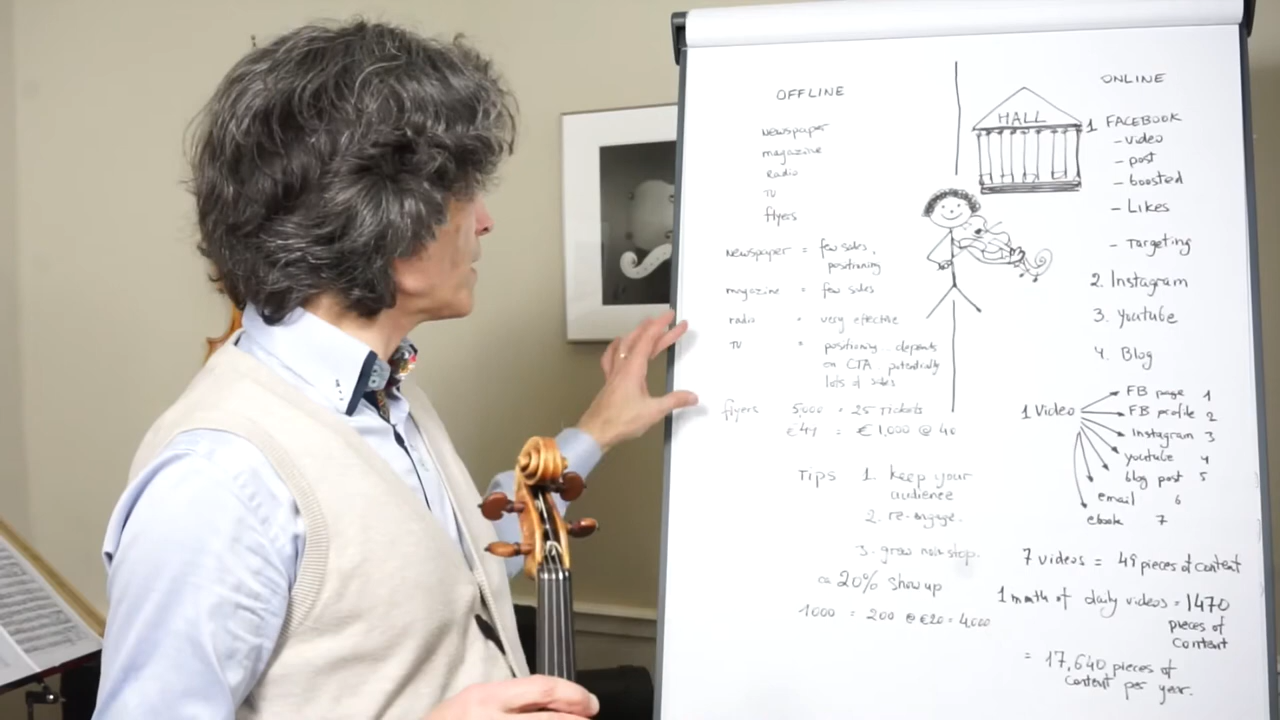 OFFLINE
Newspaper
magazine
Radio
TV
flyers
Newspaper = few sales,
positioning
magazine = few sales
radio = very effective
TV = positioning... depends
on CTA. potentially
lots of sales
flyers 5,000 = 25 Tickets
€49 = €1,000 @ 40
TIPS 1. keep your
audience
2. re-engage.
3. grow non stop.
ca 20% show up
1000 = 200 @ €20 = 4,000
HALL
ONLINE
1 FACEBOOK
- video
- post
- boosted
- Likes
- Targeting
2. Instagram
3. Youtube
4. Blog
1 Video
FB page 1
FB profile 2
Instagram 3
youtube 4
blog post 5
email 6
ebook 7
7 videos = 49 pieces of content
1 month of daily videos = 1470
pieces of
content
= 17,640 pieces of
content per year.